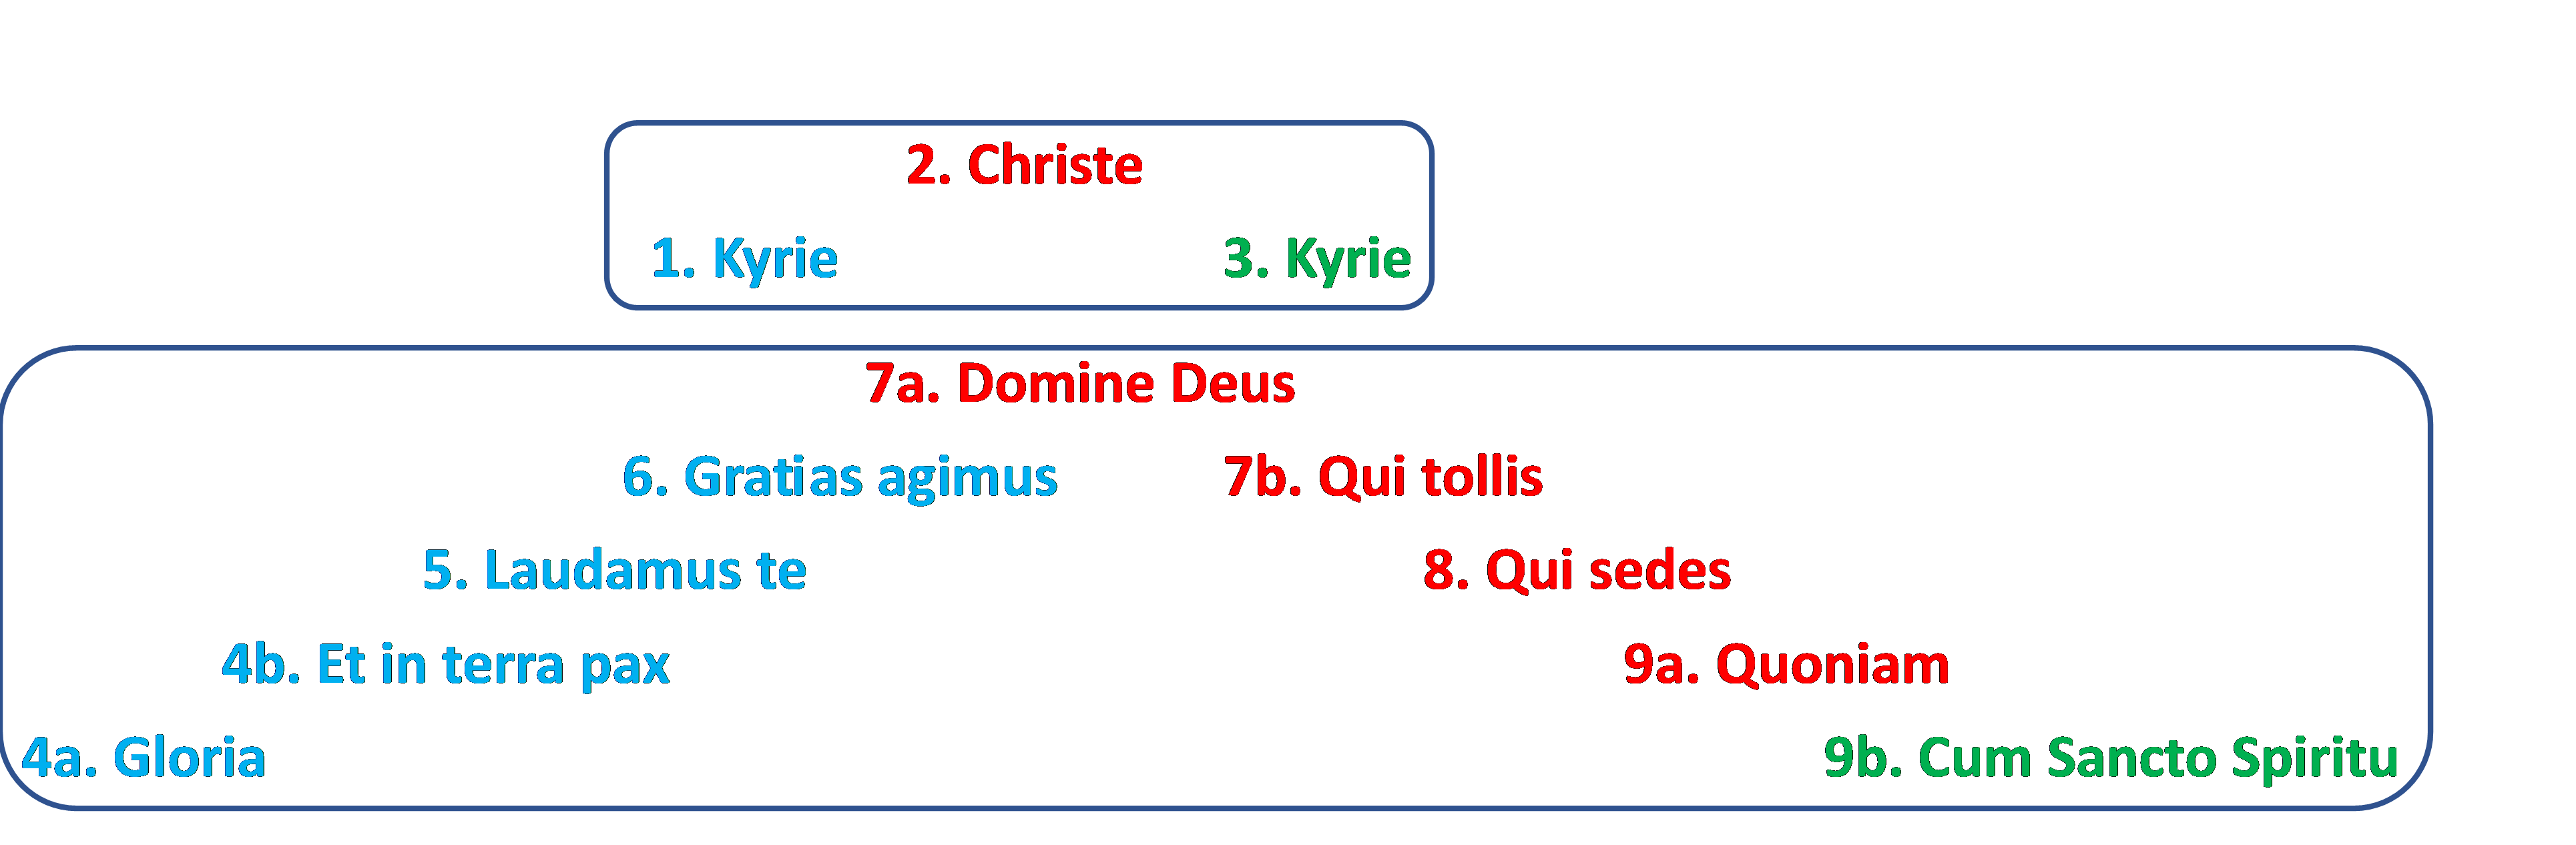 2. Christe
1. Kyrie 3. Kyrie
7a. Domine Deus
6. Gratias agimus 7b. Qui tollis
5. Laudamus te 8. Qui sedes
4b. Et in terra pax 9a. Quoniam
4a. Gloria 9b. Cum Sancto Spiritu